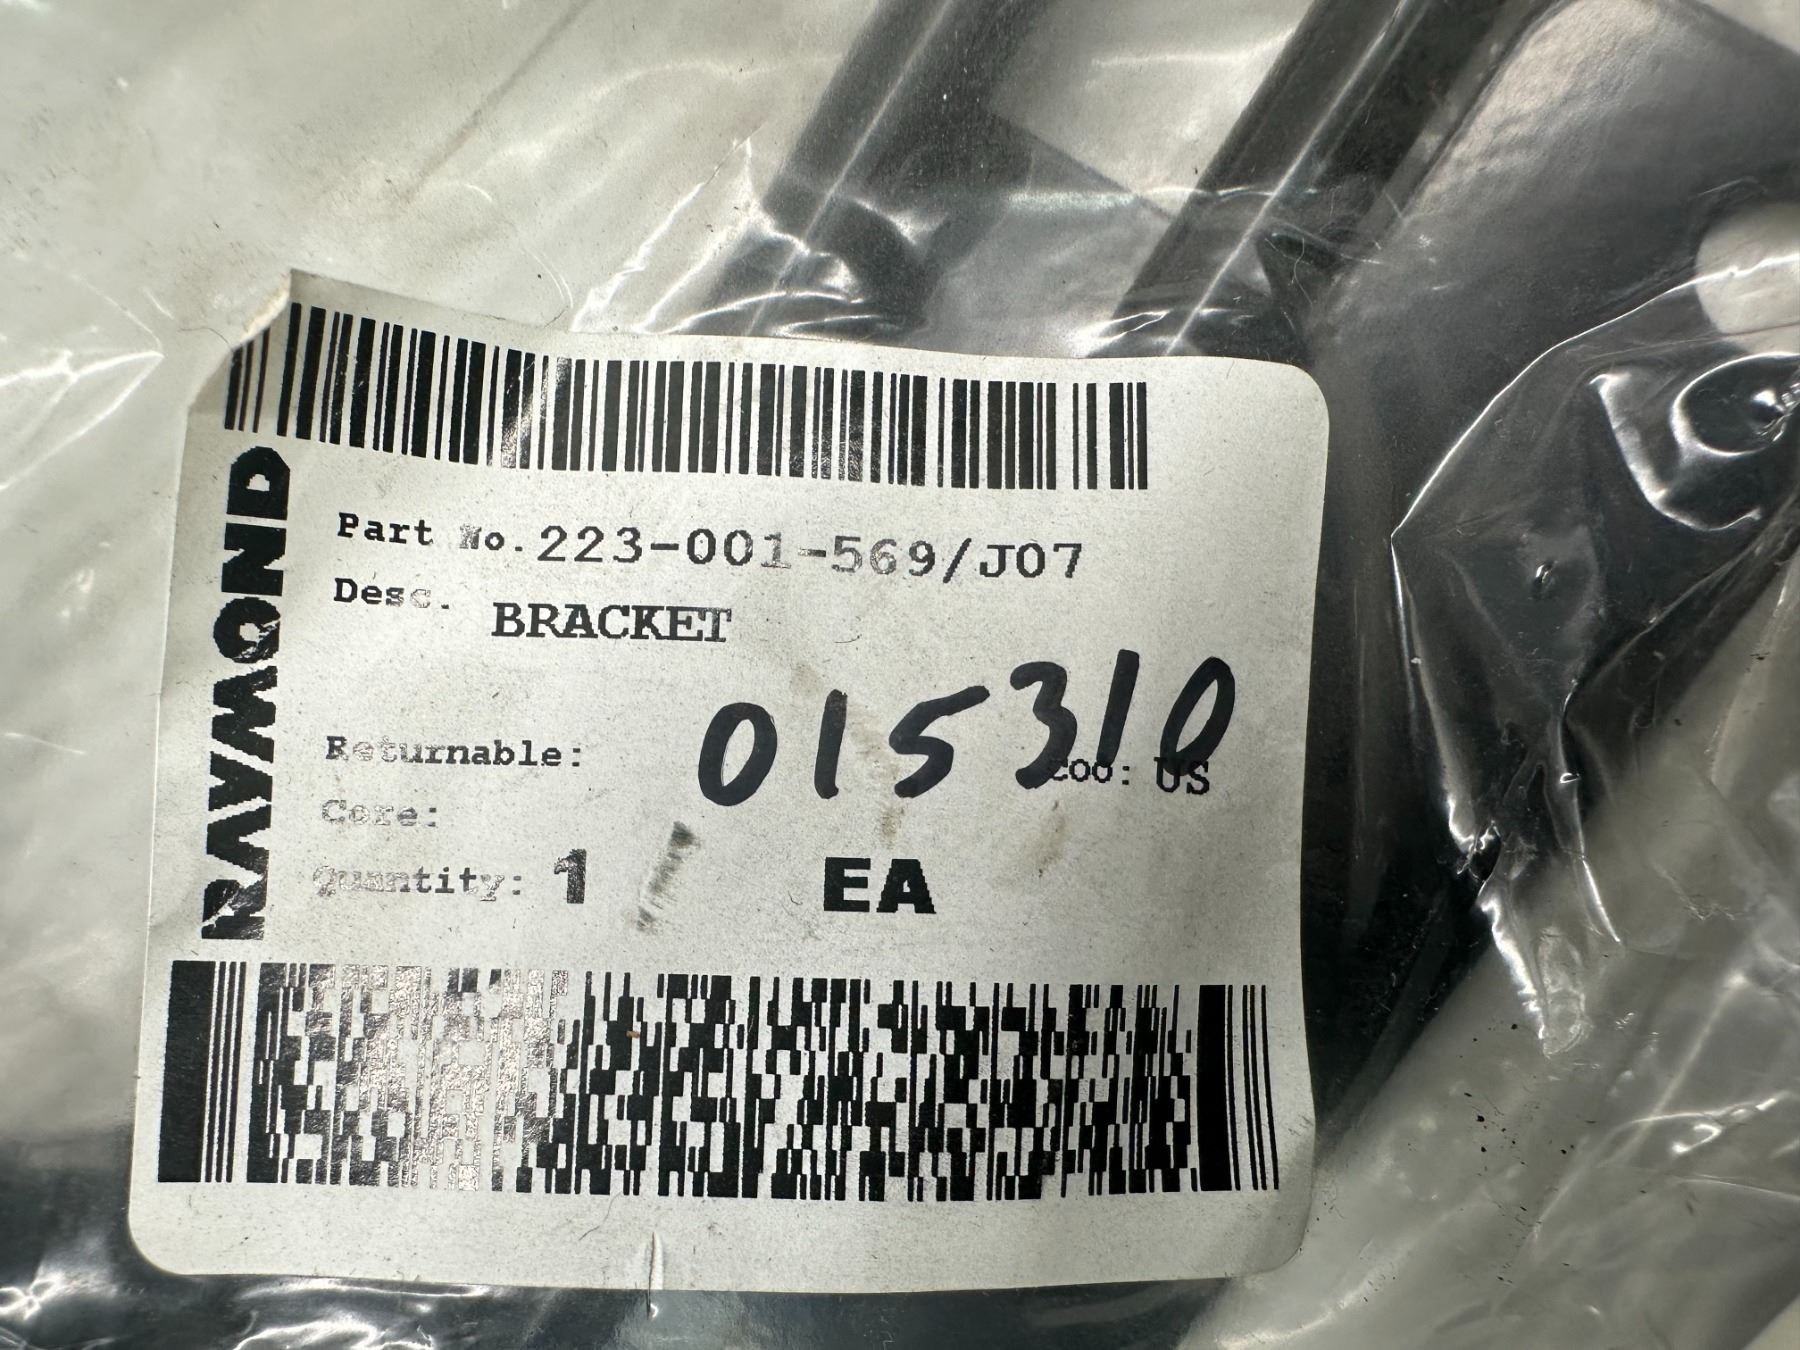 RAYMOND
Part No. 223-001-569/J07
Desc. BRACKET
015310
Returnable:
COO: US
Core:
Quantity: 1 EA